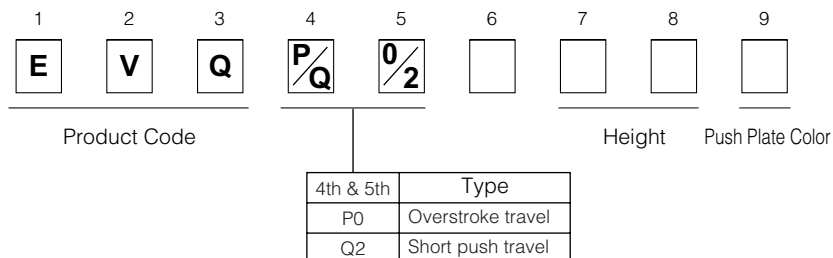 1 2 3 4 5 6 7 8 9
E V Q P/Q 0/2
Product Code Height Push Plate Color
4th & 5th Type
P0 Overstroke travel
Q2 Short push travel